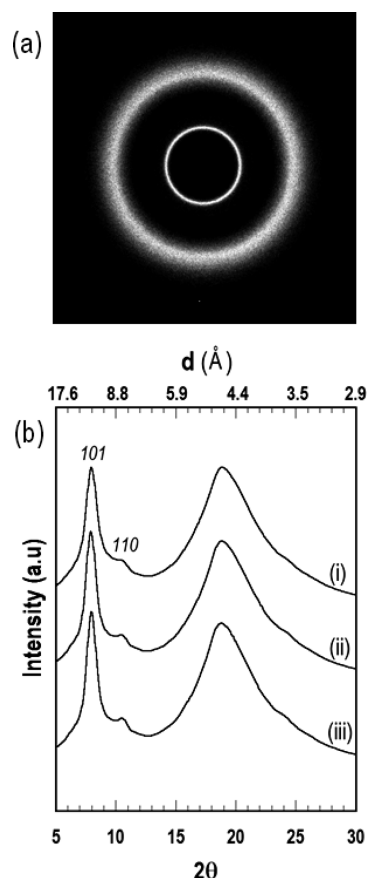 (a)
d (Å)
17.6 8.8 5.9 4.4 3.5 2.9
(b)
101
110
Intensity (a.u)
(i)
(ii)
(iii)
5 10 15 20 25 30
2θ